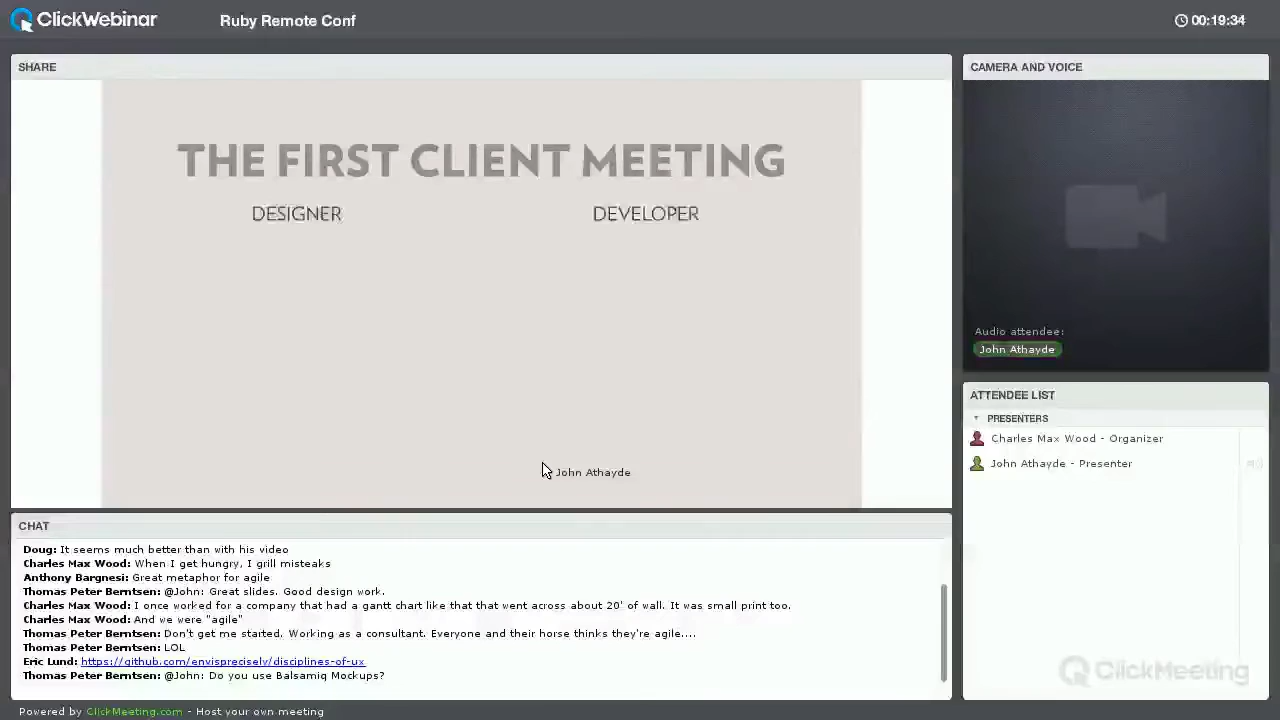 ClickWebinar
Ruby Remote Conf
00:19:34
SHARE
THE FIRST CLIENT MEETING
DESIGNER
DEVELOPER
John Athayde
CAMERA AND VOICE
Audio attendee:
John Athayde
ATTENDEE LIST
PRESENTERS
Charles Max Wood - Organizer
John Athayde - Presenter
ClickMeeting
CHAT
Doug: It seems much better than with his video
Charles Max Wood: When I get hungry, I grill misteaks
Anthony Bargnesi: Great metaphor for agile
Thomas Peter Berntsen: @John: Great slides. Good design work.
Charles Max Wood: I once worked for a company that had a gantt chart like that that went across about 20' of wall. It was small print too.
Charles Max Wood: And we were "agile"
Thomas Peter Berntsen: Don't get me started. Working as a consultant. Everyone and their horse thinks they're agile....
Thomas Peter Berntsen: LOL
Eric Lund: https://github.com/envisprecisely/disciplines-of-ux
Thomas Peter Berntsen: @John: Do you use Balsamiq Mockups?
Powered by ClickMeeting.com - Host your own meeting